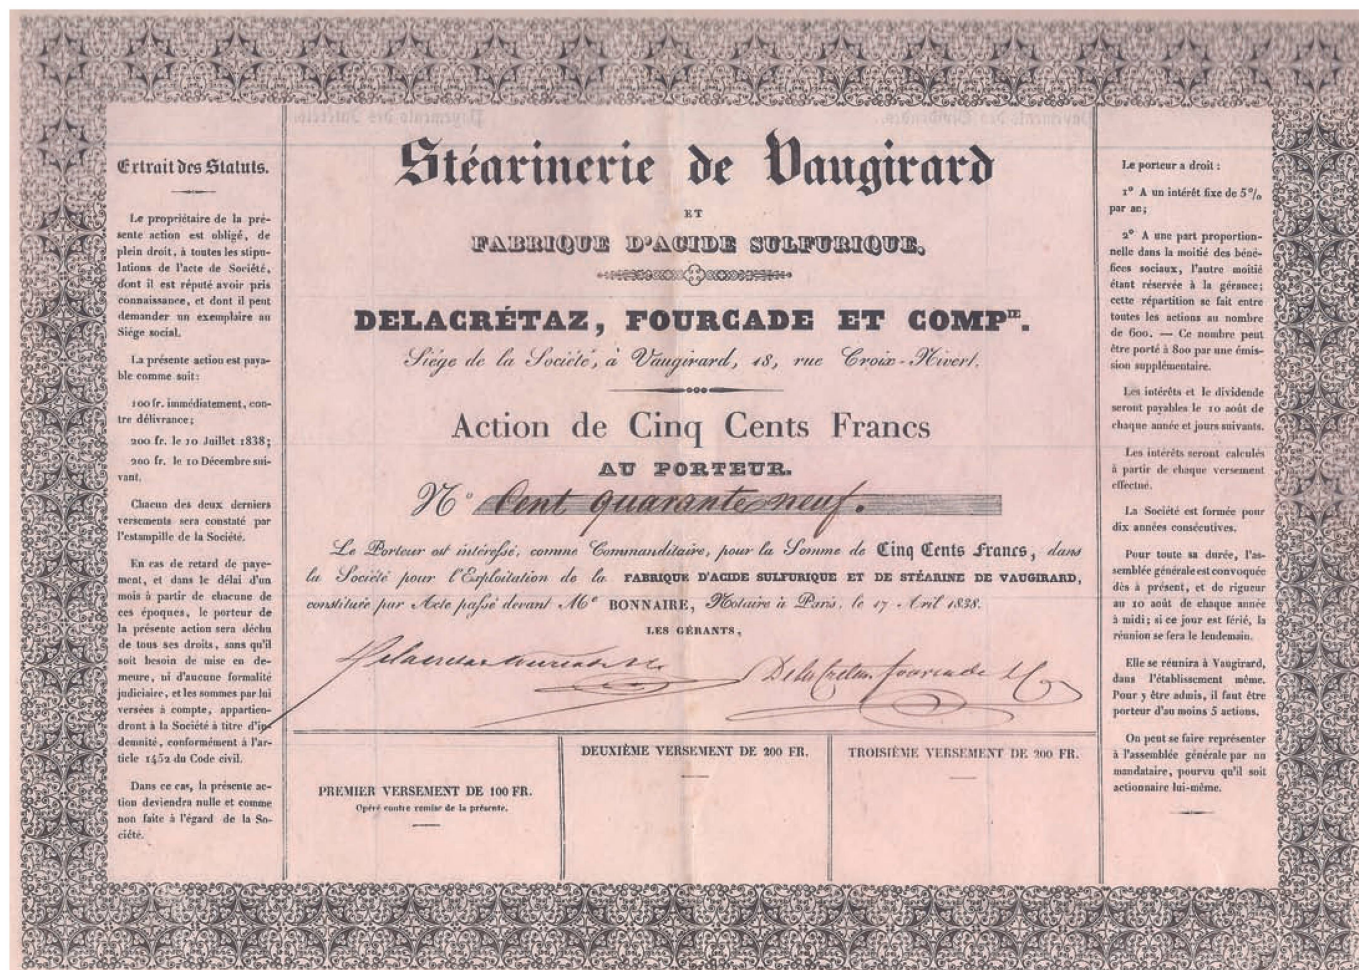 Extrait des Statuts.
Le propriétaire de la pré-
sente action est obligé, de
plein droit, à toutes les stipu-
lations de l'acte de Société,
dont il est réputé avoir pris
connaissance, et dont il peut
demander un exemplaire au
Siège social.
La présente action est paya-
ble comme suit:
100 fr. immédiatement, con-
tre délivrance;
200 fr. le 10 Juillet 1838;
200 fr. le 10 Décembre sui-
vant.
Chacun des deux derniers
versements sera constaté par
l'estampille de la Société.
En cas de retard de paye-
ment, et dans le délai d'un
mois à partir de chacune de
ces époques, le porteur de
la présente action sera déchu
de tous ses droits, sans qu'il
soit besoin de mise en de-
meure, ni d'aucune formalité
judiciaire, et les sommes par lui
versées à compte, appartien-
dront à la Société à titre d'in-
demnité, conformément à l'ar-
ticle 1452 du Code civil.
Dans ce cas, la présente ac-
tion deviendra nulle et comme
non faite à l'égard de la So-
ciété.
Stéarinerie de Vaugirard
ET
FABRIQUE D'ACIDE SULFURIQUE.
DELACRÉTAZ, FOURCADE ET COMPIE.
Siége de la Société, à Vaugirard, 18, rue Croix-Nivert.
Action de Cinq Cents Francs
AU PORTEUR.
N° Cent quarante neuf.
Le Porteur est intéressé, comme Commanditaire, pour la Somme de Cinq Cents Francs, dans
la Société pour l'Exploitation de la FABRIQUE D'ACIDE SULFURIQUE ET DE STÉARINE DE VAUGIRARD,
constituée par Acte passé devant Me BONNAIRE, Notaire à Paris, le 17 Avril 1838.
LES GÉRANTS,
Delacretaz fourcade & Co Delacretaz fourcade & Co
PREMIER VERSEMENT DE 100 FR.
Opéré contre remise de la présente.
DEUXIÈME VERSEMENT DE 200 FR.
TROISIÈME VERSEMENT DE 200 FR.
Le porteur a droit :
1° A un intérêt fixe de 5 %
par an;
2° A une part proportion-
nelle dans la moitié des béné-
fices sociaux, l'autre moitié
étant réservée à la gérance;
cette répartition se fait entre
toutes les actions au nombre
de 600. — Ce nombre peut
être porté à 800 par une émis-
sion supplémentaire.
Les intérêts et le dividende
seront payables le 10 août de
chaque année et jours suivants.
Les intérêts seront calculés
à partir de chaque versement
effectué.
La Société est formée pour
dix années consécutives.
Pour toute sa durée, l'as-
semblée générale est convoquée
dès à présent, et de rigueur
au 10 août de chaque année
à midi; si ce jour est férié, la
réunion se fera le lendemain.
Elle se réunira à Vaugirard,
dans l'établissement même.
Pour y être admis, il faut être
porteur d'au moins 5 actions.
On peut se faire représenter
à l'assemblée générale par un
mandataire, pourvu qu'il soit
actionnaire lui-même.